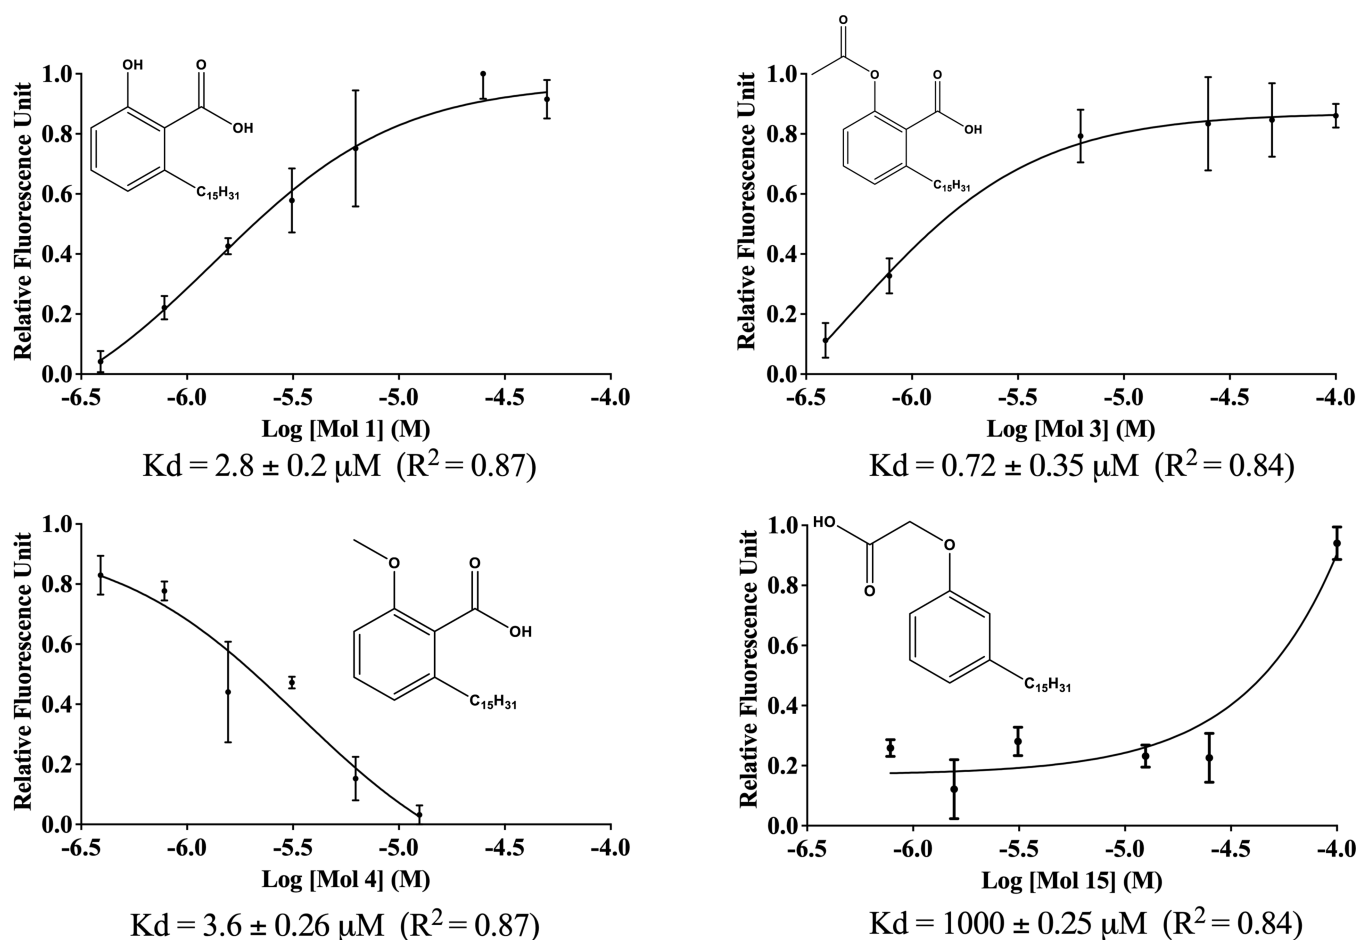 OH
O
OH
C15H31
Relative Fluorescence Unit
1.0
0.8
0.6
0.4
0.2
0.0
-6.5 -6.0 -5.5 -5.0 -4.5 -4.0
Log [Mol 1] (M)
Kd = 2.8 ± 0.2 μM (R² = 0.87)
O
O
O
OH
C15H31
Relative Fluorescence Unit
1.0
0.8
0.6
0.4
0.2
0.0
-6.5 -6.0 -5.5 -5.0 -4.5 -4.0
Log [Mol 3] (M)
Kd = 0.72 ± 0.35 μM (R² = 0.84)
O
O
OH
C15H31
Relative Fluorescence Unit
1.0
0.8
0.6
0.4
0.2
0.0
-6.5 -6.0 -5.5 -5.0 -4.5 -4.0
Log [Mol 4] (M)
Kd = 3.6 ± 0.26 μM (R² = 0.87)
HO
O
O
C15H31
Relative Fluorescence Unit
1.0
0.8
0.6
0.4
0.2
0.0
-6.5 -6.0 -5.5 -5.0 -4.5 -4.0
Log [Mol 15] (M)
Kd = 1000 ± 0.25 μM (R² = 0.84)